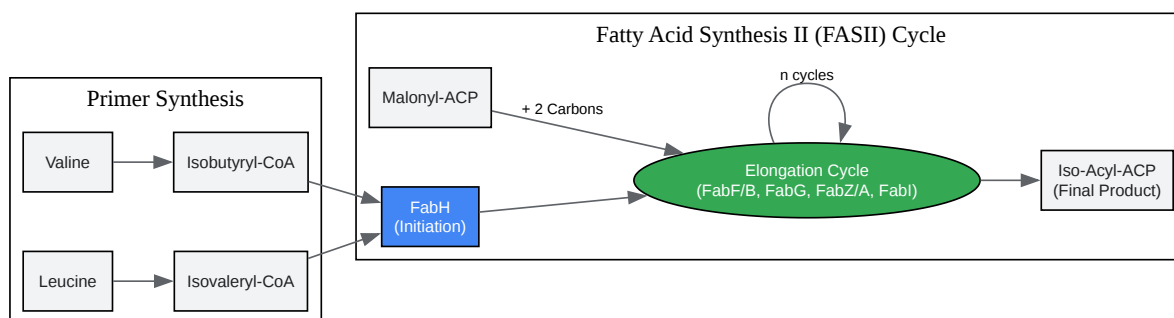 Fatty Acid Synthesis II (FASII) Cycle
Primer Synthesis
n cycles
Malonyl-ACP
+ 2 Carbons
Valine
Isobutyryl-CoA
Elongation Cycle
(FabF/B, FabG, FabZ/A, FabI)
Iso-Acyl-ACP
(Final Product)
FabH
(Initiation)
Leucine
Isovaleryl-CoA